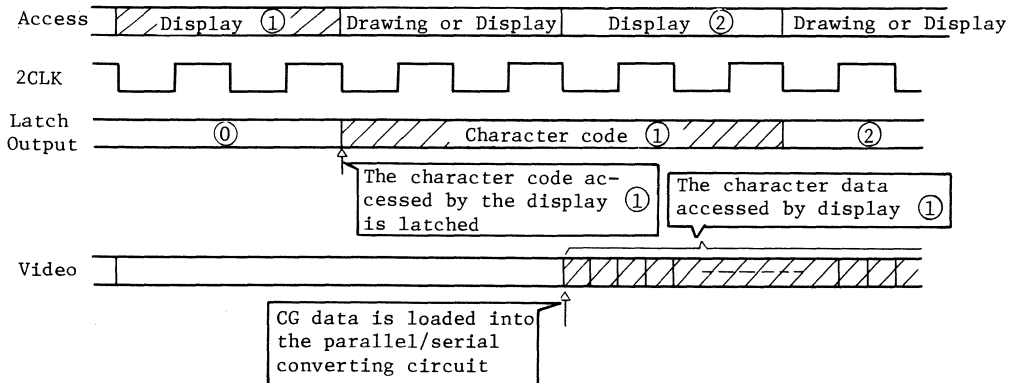 Access Display ① Drawing or Display Display ② Drawing or Display
2CLK
Latch
Output
⓪ Character code ① ②
The character code ac-
cessed by the display ①
is latched
The character data
accessed by display ①
Video
CG data is loaded into
the parallel/serial
converting circuit